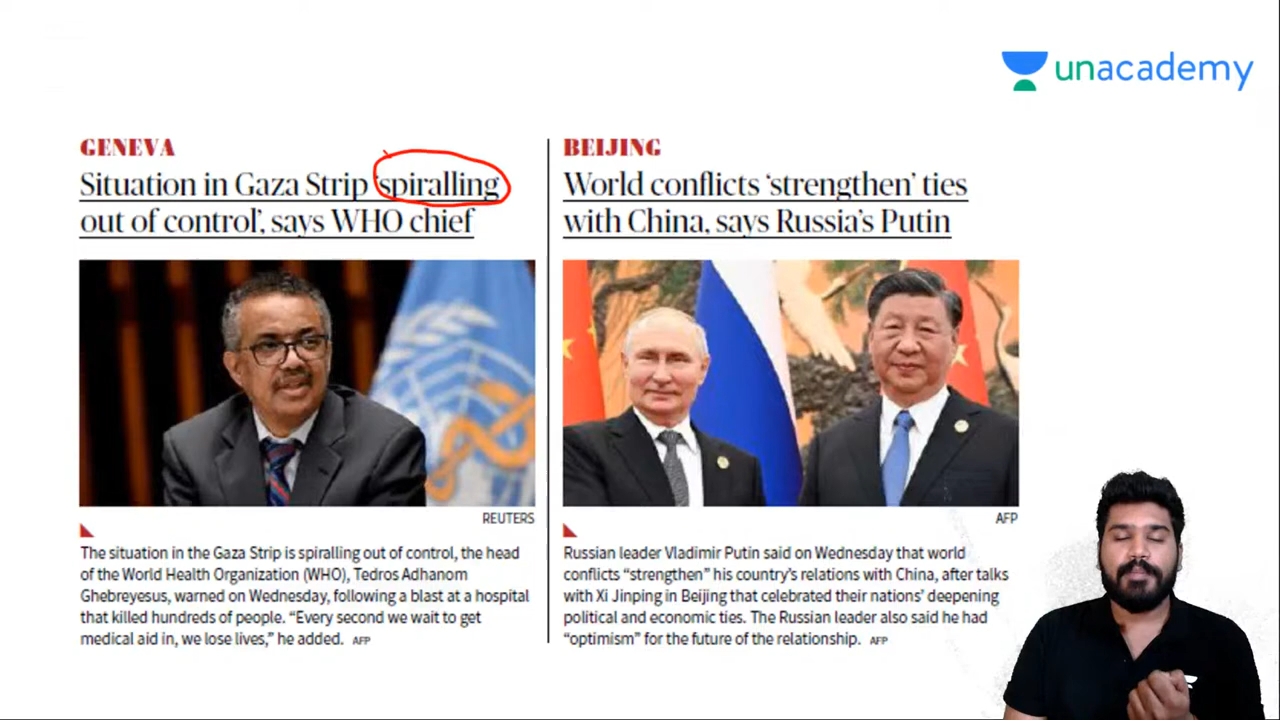 unacademy
GENEVA
Situation in Gaza Strip ‘spiralling
out of control’, says WHO chief
REUTERS
The situation in the Gaza Strip is spiralling out of control, the head
of the World Health Organization (WHO), Tedros Adhanom
Ghebreyesus, warned on Wednesday, following a blast at a hospital
that killed hundreds of people. “Every second we wait to get
medical aid in, we lose lives,” he added. AFP
BEIJING
World conflicts ‘strengthen’ ties
with China, says Russia’s Putin
AFP
Russian leader Vladimir Putin said on Wednesday that world
conflicts “strengthen” his country’s relations with China, after talks
with Xi Jinping in Beijing that celebrated their nations’ deepening
political and economic ties. The Russian leader also said he had
“optimism” for the future of the relationship. AFP